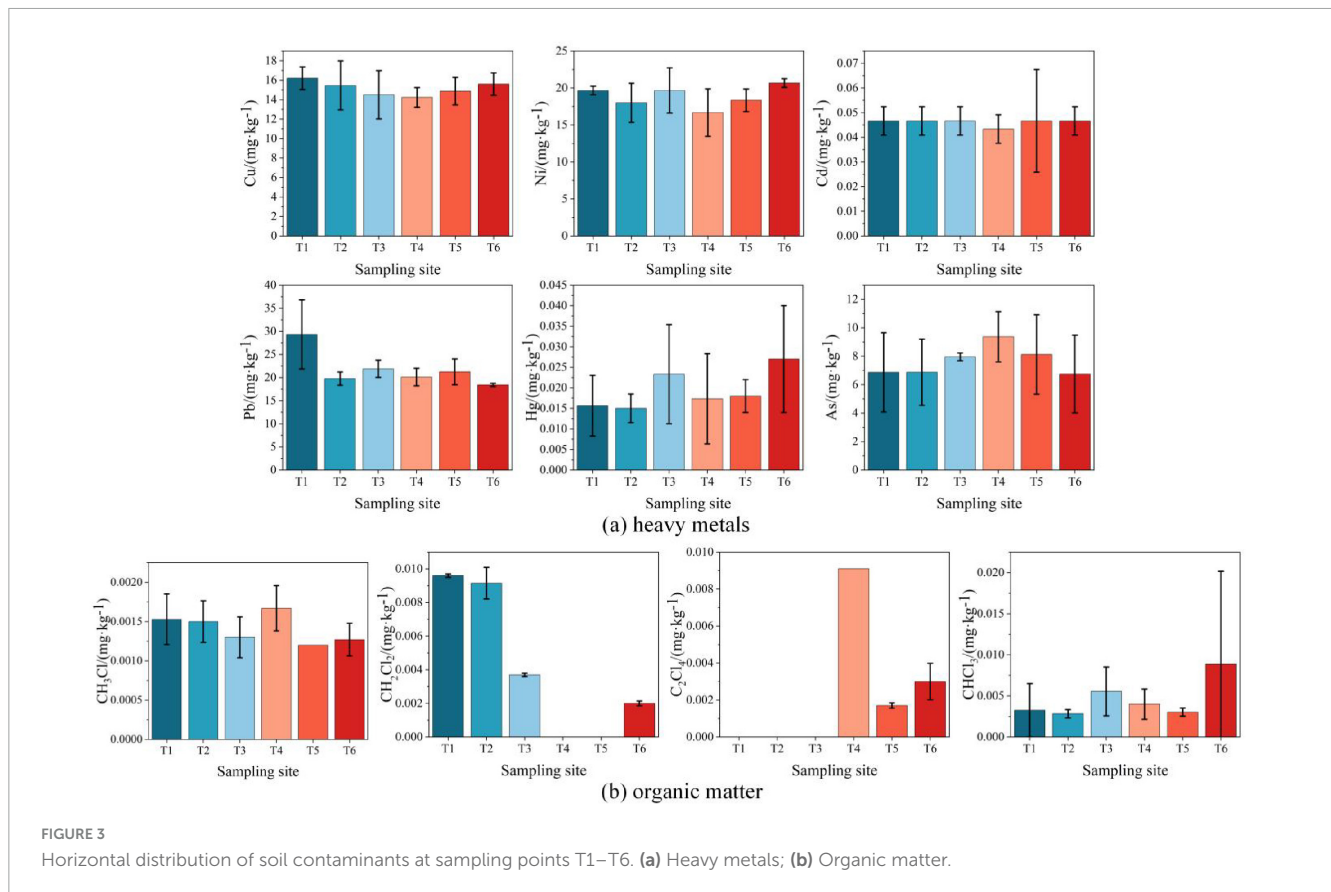 Cu/(mg·kg⁻¹)
18
16
14
12
10
8
6
4
2
0
T1 T2 T3 T4 T5 T6
Sampling site
Ni/(mg·kg⁻¹)
25
20
15
10
5
0
T1 T2 T3 T4 T5 T6
Sampling site
Cd/(mg·kg⁻¹)
0.07
0.06
0.05
0.04
0.03
0.02
0.01
0.00
T1 T2 T3 T4 T5 T6
Sampling site
Pb/(mg·kg⁻¹)
40
35
30
25
20
15
10
5
0
T1 T2 T3 T4 T5 T6
Sampling site
Hg/(mg·kg⁻¹)
0.045
0.040
0.035
0.030
0.025
0.020
0.015
0.010
0.005
0.000
T1 T2 T3 T4 T5 T6
Sampling site
As/(mg·kg⁻¹)
12
10
8
6
4
2
0
T1 T2 T3 T4 T5 T6
Sampling site
(a) heavy metals
CH₃Cl/(mg·kg⁻¹)
0.0020
0.0015
0.0010
0.0005
0.0000
T1 T2 T3 T4 T5 T6
Sampling site
CH₂Cl₂/(mg·kg⁻¹)
0.010
0.008
0.006
0.004
0.002
0.000
T1 T2 T3 T4 T5 T6
Sampling site
C₂Cl₄/(mg·kg⁻¹)
0.010
0.008
0.006
0.004
0.002
0.000
T1 T2 T3 T4 T5 T6
Sampling site
CHCl₃/(mg·kg⁻¹)
0.020
0.015
0.010
0.005
0.000
T1 T2 T3 T4 T5 T6
Sampling site
(b) organic matter
FIGURE 3
Horizontal distribution of soil contaminants at sampling points T1–T6. (a) Heavy metals; (b) Organic matter.